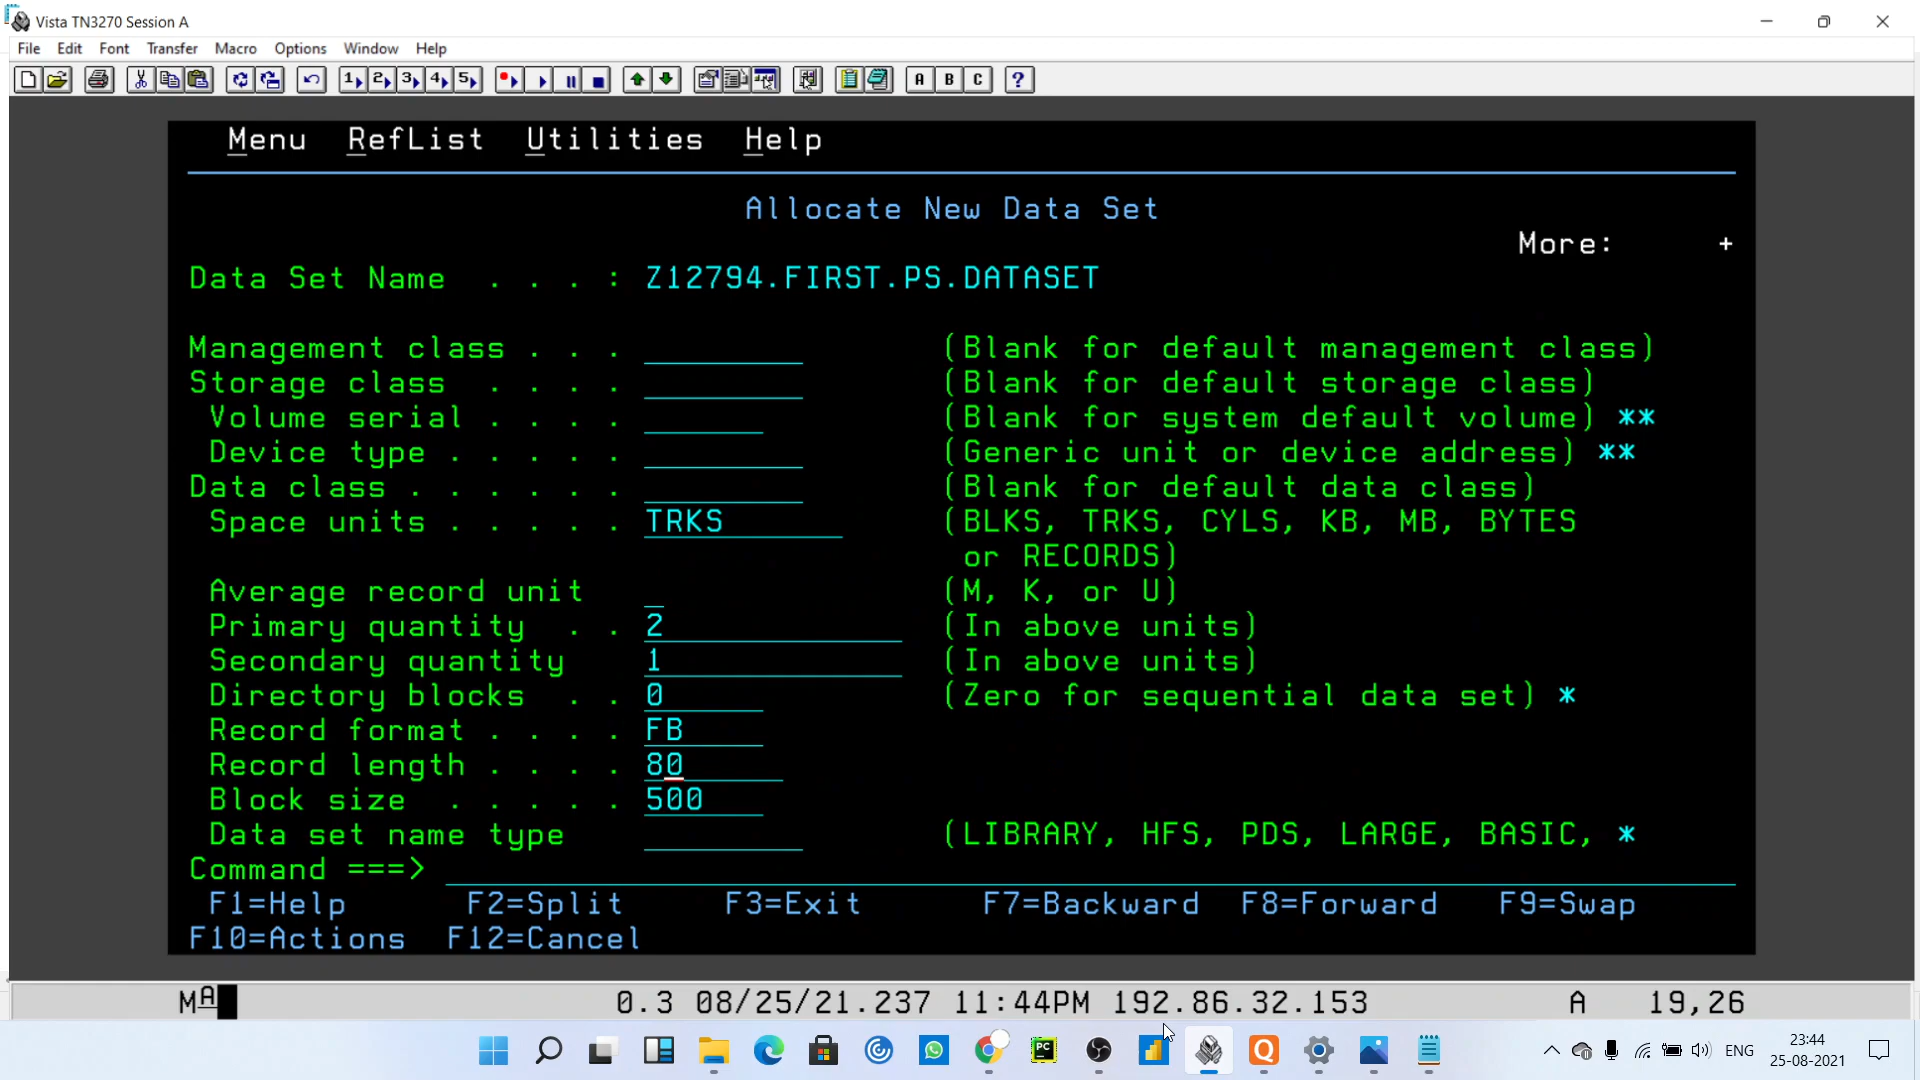 Vista TN3270 Session A
File Edit Font Transfer Macro Options Window Help
1 2 3 4 5 A B C ?
Menu RefList Utilities Help
Allocate New Data Set
More: +
Data Set Name . . . : Z12794.FIRST.PS.DATASET
Management class . . . (Blank for default management class)
Storage class . . . . (Blank for default storage class)
Volume serial . . . . (Blank for system default volume) **
Device type . . . . . (Generic unit or device address) **
Data class . . . . . . (Blank for default data class)
Space units . . . . . TRKS (BLKS, TRKS, CYLS, KB, MB, BYTES
or RECORDS)
Average record unit _ (M, K, or U)
Primary quantity . . 2 (In above units)
Secondary quantity 1 (In above units)
Directory blocks . . 0 (Zero for sequential data set) *
Record format . . . . FB
Record length . . . . 80
Block size . . . . . 500
Data set name type (LIBRARY, HFS, PDS, LARGE, BASIC, *
Command ===>
F1=Help F2=Split F3=Exit F7=Backward F8=Forward F9=Swap
F10=Actions F12=Cancel
MA 0.3 08/25/21.237 11:44PM 192.86.32.153 A 19,26
PC Q ENG 23:44
25-08-2021